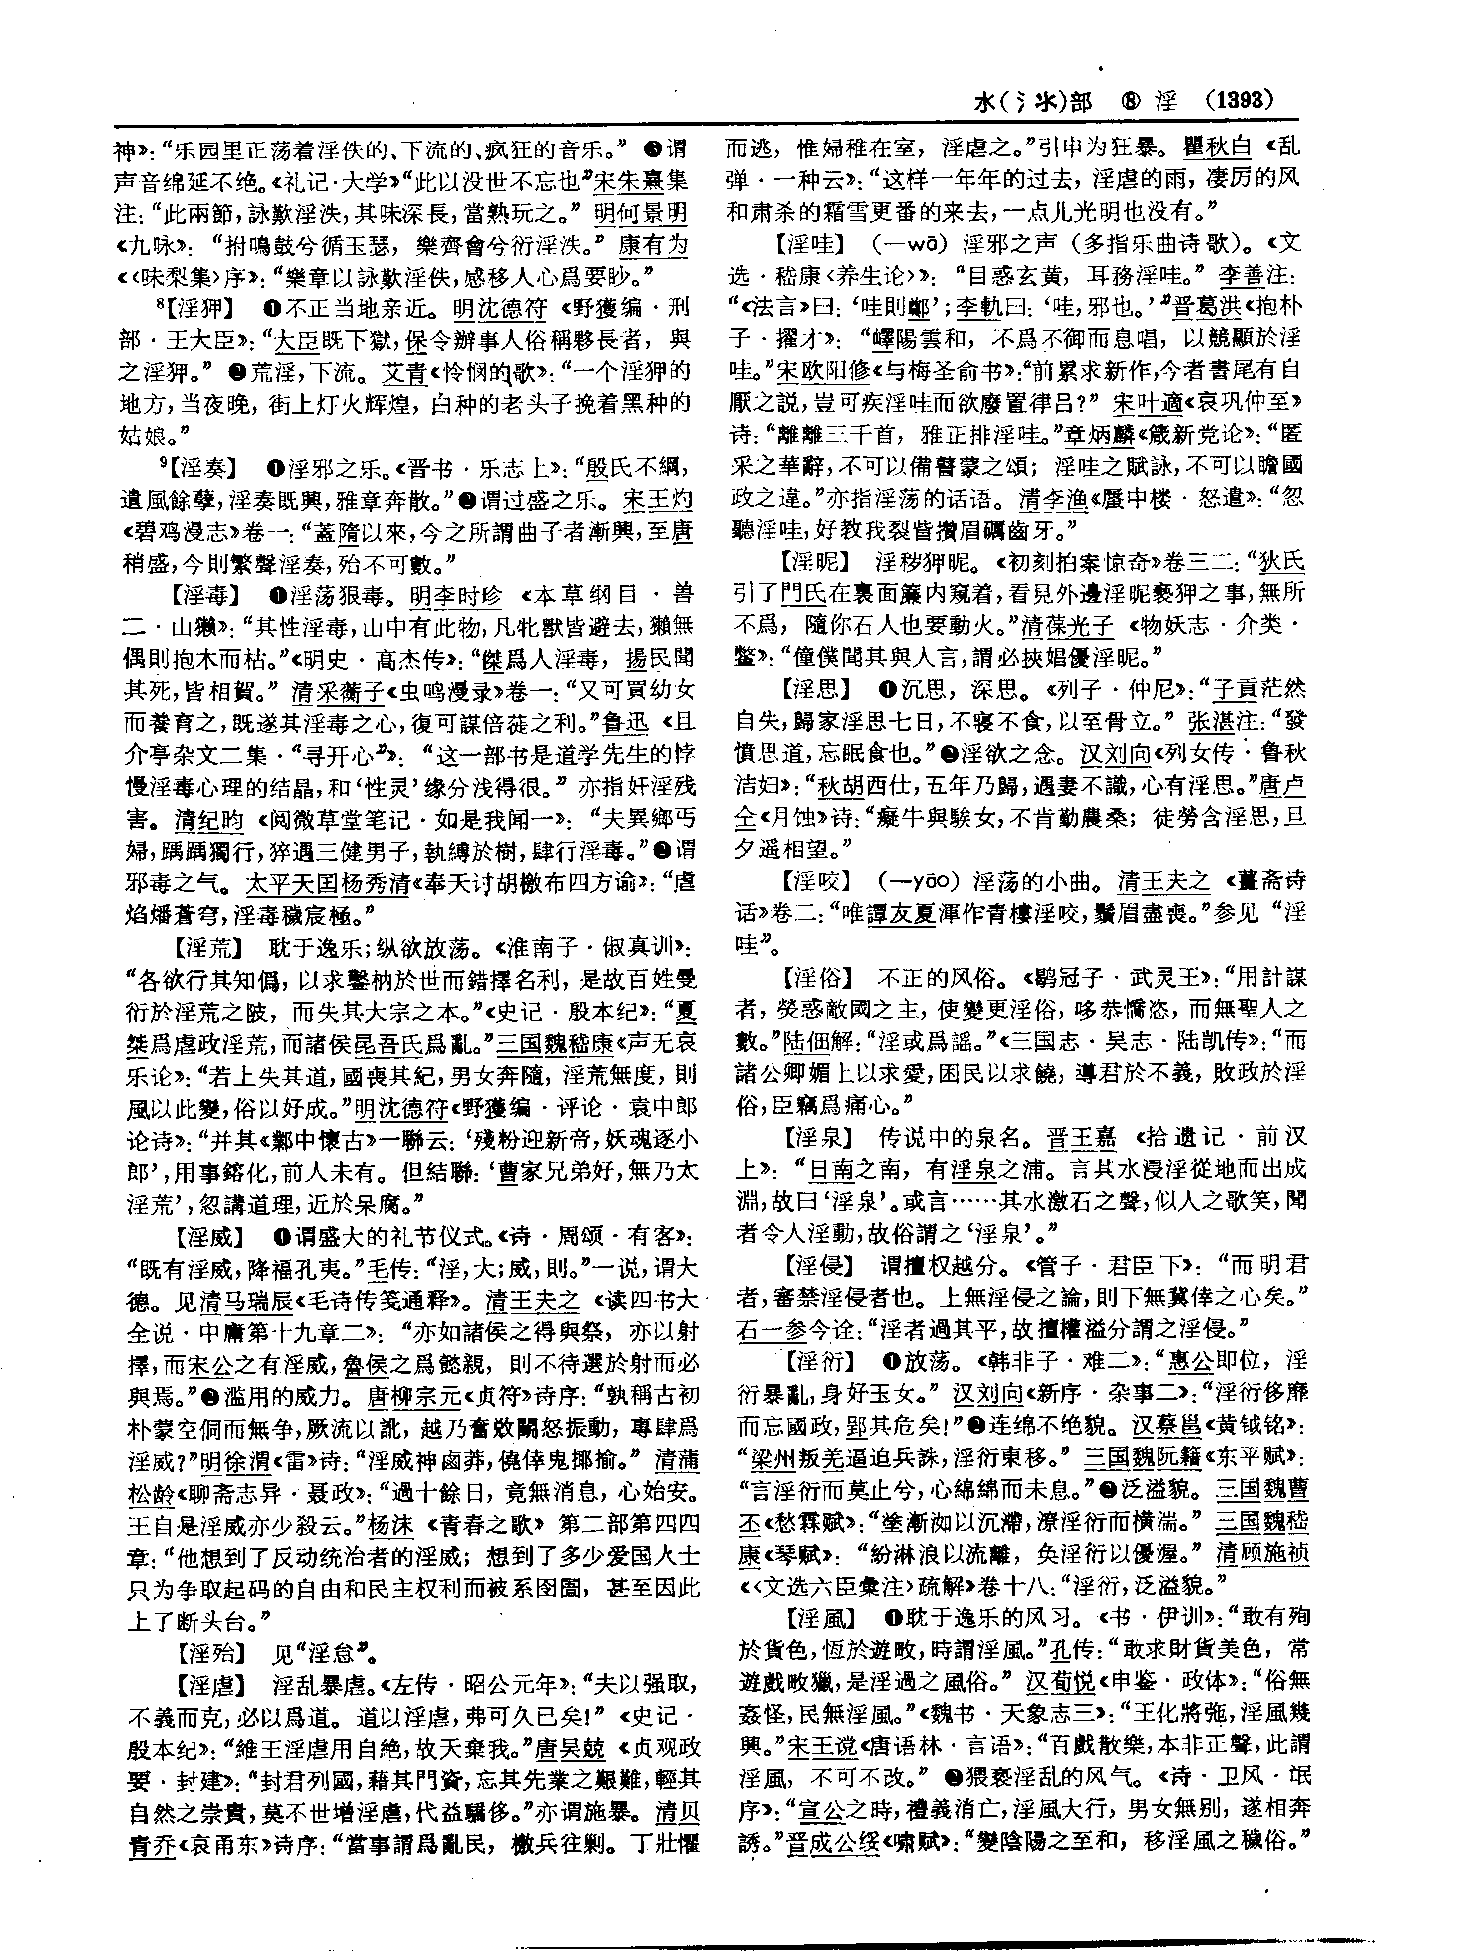 水(氵氺)部 ⑧ 淫 (1393)
神》：“乐园里正荡着淫佚的、下流的、疯狂的音乐。” ❸谓
声音绵延不绝。《礼记·大学》“此以没世不忘也”宋朱熹集
注：“此兩節，詠歎淫泆，其味深長，當熟玩之。” 明何景明
《九咏》：“拊鳴鼓兮循玉瑟，樂齊會兮衍淫泆。” 康有为
《〈味梨集〉序》：“樂章以詠歎淫佚，感移人心爲要眇。”
⁸【淫狎】 ❶不正当地亲近。明沈德符《野獲编·刑
部·王大臣》：“大臣既下獄，保令辦事人俗稱夥長者，與
之淫狎。” ❷荒淫，下流。艾青《怜悯的歌》：“一个淫狎的
地方，当夜晚，街上灯火辉煌，白种的老头子挽着黑种的
姑娘。”
⁹【淫奏】 ❶淫邪之乐。《晋书·乐志上》：“殷氏不綱，
遺風餘孽，淫奏既興，雅章奔散。”❷谓过盛之乐。宋王灼
《碧鸡漫志》卷一：“蓋隋以來，今之所謂曲子者漸興，至唐
稍盛，今則繁聲淫奏，殆不可數。”
【淫毒】 ❶淫荡狠毒。明李时珍《本草纲目·兽
二·山獭》：“其性淫毒，山中有此物，凡牝獸皆避去，獺無
偶則抱木而枯。”《明史·高杰传》：“傑爲人淫毒，揚民聞
其死，皆相賀。” 清采蘅子《虫鸣漫录》卷一：“又可買幼女
而養育之，既遂其淫毒之心，復可謀倍蓰之利。”鲁迅《且
介亭杂文二集·“寻开心”》：“这一部书是道学先生的悖
慢淫毒心理的结晶，和‘性灵’缘分浅得很。” 亦指奸淫残
害。清纪昀《阅微草堂笔记·如是我闻一》：“夫異鄉丐
婦，踽踽獨行，猝遇三健男子，執縛於樹，肆行淫毒。”❷谓
邪毒之气。太平天国杨秀清《奉天讨胡檄布四方谕》：“虐
焰燔蒼穹，淫毒穢宸極。”
【淫荒】 耽于逸乐；纵欲放荡。《淮南子·俶真训》：
“各欲行其知僞，以求鑿枘於世而錯擇名利，是故百姓曼
衍於淫荒之陂，而失其大宗之本。”《史记·殷本纪》：“夏
桀爲虐政淫荒，而諸侯昆吾氏爲亂。”三国魏嵇康《声无哀
乐论》：“若上失其道，國喪其紀，男女奔隨，淫荒無度，則
風以此變，俗以好成。”明沈德符《野獲编·评论·袁中郎
论诗》：“并其《鄴中懷古》一聯云：‘殘粉迎新帝，妖魂逐小
郎’，用事鎔化，前人未有。但結聯：‘曹家兄弟好，無乃太
淫荒’，忽講道理，近於呆腐。”
【淫威】 ❶谓盛大的礼节仪式。《诗·周颂·有客》：
“既有淫威，降福孔夷。”毛传：“淫，大；威，則。”一说，谓大
德。见清马瑞辰《毛诗传笺通释》。清王夫之《读四书大
全说·中庸第十九章二》：“亦如諸侯之得與祭，亦以射
擇，而宋公之有淫威，魯侯之爲懿親，則不待選於射而必
與焉。”❷滥用的威力。唐柳宗元《贞符》诗序：“孰稱古初
朴蒙空侗而無争，厥流以訛，越乃奮敓鬭怒振動，專肆爲
淫威？”明徐渭《雷》诗：“淫威神鹵莽，僥倖鬼揶揄。” 清蒲
松龄《聊斋志异·聂政》：“過十餘日，竟無消息，心始安。
王自是淫威亦少殺云。”杨沫《青春之歌》第二部第四四
章：“他想到了反动统治者的淫威；想到了多少爱国人士
只为争取起码的自由和民主权利而被系囹圄，甚至因此
上了断头台。”
【淫殆】 见“淫怠”。
【淫虐】 淫乱暴虐。《左传·昭公元年》：“夫以强取，
不義而克，必以爲道。道以淫虐，弗可久已矣！” 《史记·
殷本纪》：“維王淫虐用自絶，故天棄我。”唐吴兢《贞观政
要·封建》：“封君列國，藉其門資，忘其先業之艱難，輕其
自然之崇貴，莫不世增淫虐，代益驕侈。”亦谓施暴。清贝
青乔《哀甬东》诗序：“當事謂爲亂民，檄兵往剿。丁壯懼
而逃，惟婦稚在室，淫虐之。”引申为狂暴。瞿秋白《乱
弹·一种云》：“这样一年年的过去，淫虐的雨，凄厉的风
和肃杀的霜雪更番的来去，一点儿光明也没有。”
【淫哇】（—wā）淫邪之声（多指乐曲诗歌）。《文
选·嵇康〈养生论〉》：“目惑玄黄，耳務淫哇。” 李善注：
“《法言》曰：‘哇則鄭’；李軌曰：‘哇，邪也。’”晋葛洪《抱朴
子·擢才》：“嶧陽雲和，不爲不御而息唱，以競顯於淫
哇。”宋欧阳修《与梅圣俞书》：“前累求新作，今者書尾有自
厭之説，豈可疾淫哇而欲廢置律吕？” 宋叶適《哀巩仲至》
诗：“離離三千首，雅正排淫哇。”章炳麟《箴新党论》：“匿
采之華辭，不可以備瞽蒙之頌；淫哇之賦詠，不可以瞻國
政之違。”亦指淫荡的话语。清李渔《蜃中楼·怒遣》：“忽
聽淫哇，好教我裂眥攢眉礪齒牙。”
【淫昵】 淫秽狎昵。《初刻拍案惊奇》卷三二：“狄氏
引了門氏在裏面簾内窺着，看見外邊淫昵褻狎之事，無所
不爲，隨你石人也要動火。”清葆光子《物妖志·介类·
鳖》：“僮僕聞其與人言，謂必挾娼優淫昵。”
【淫思】 ❶沉思，深思。《列子·仲尼》：“子貢茫然
自失，歸家淫思七日，不寝不食，以至骨立。” 张湛注：“發
憤思道，忘眠食也。”❷淫欲之念。汉刘向《列女传·鲁秋
洁妇》：“秋胡西仕，五年乃歸，遇妻不識，心有淫思。”唐卢
仝《月蚀》诗：“癡牛與騃女，不肯勤農桑；徒勞含淫思，旦
夕遥相望。”
【淫咬】（—yāo）淫荡的小曲。清王夫之《薑斋诗
话》卷二：“唯譚友夏渾作青樓淫咬，鬚眉盡喪。”参见“淫
哇”。
【淫俗】 不正的风俗。《鹖冠子·武灵王》：“用計謀
者，熒惑敵國之主，使變更淫俗，哆恭憍恣，而無聖人之
數。”陆佃解：“淫或爲謡。”《三国志·吴志·陆凯传》：“而
諸公卿媚上以求愛，困民以求饒，導君於不義，敗政於淫
俗，臣竊爲痛心。”
【淫泉】 传说中的泉名。晋王嘉《拾遗记·前汉
上》：“日南之南，有淫泉之浦。言其水浸淫從地而出成
淵，故曰‘淫泉’。或言……其水激石之聲，似人之歌笑，聞
者令人淫動，故俗謂之‘淫泉’。”
【淫侵】 谓擅权越分。《管子·君臣下》：“而明君
者，審禁淫侵者也。上無淫侵之論，則下無冀倖之心矣。”
石一参今诠：“淫者過其平，故擅權溢分謂之淫侵。”
【淫衍】 ❶放荡。《韩非子·难二》：“惠公即位，淫
衍暴亂，身好玉女。” 汉刘向《新序·杂事二》：“淫衍侈靡
而忘國政，郢其危矣！”❷连绵不绝貌。汉蔡邕《黄钺铭》：
“梁州叛羌逼迫兵誅，淫衍東移。” 三国魏阮籍《东平赋》：
“言淫衍而莫止兮，心綿綿而未息。”❸泛溢貌。三国魏曹
丕《愁霖赋》：“塗漸洳以沉滯，潦淫衍而横湍。” 三国魏嵇
康《琴赋》：“紛淋浪以流離，奂淫衍以優渥。” 清顾施祯
《〈文选六臣彙注〉疏解》卷十八：“淫衍，泛溢貌。”
【淫風】 ❶耽于逸乐的风习。《书·伊训》：“敢有殉
於貨色，恆於遊畋，時謂淫風。”孔传：“敢求財貨美色，常
遊戲畋獵，是淫過之風俗。” 汉荀悦《申鉴·政体》：“俗無
姦怪，民無淫風。”《魏书·天象志三》：“王化將弛，淫風幾
興。”宋王谠《唐语林·言语》：“百戲散樂，本非正聲，此謂
淫風，不可不改。” ❷猥亵淫乱的风气。《诗·卫风·氓
序》：“宣公之時，禮義消亡，淫風大行，男女無别，遂相奔
誘。”晋成公绥《啸赋》：“變陰陽之至和，移淫風之穢俗。”